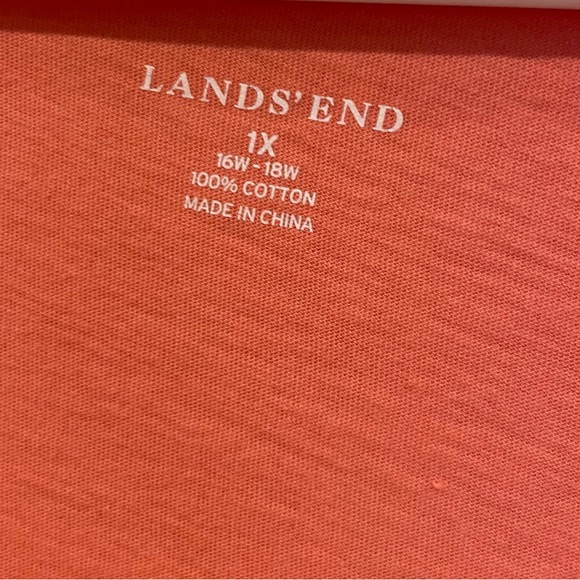 LANDS' END
1X
16W - 18W
100% COTTON
MADE IN CHINA